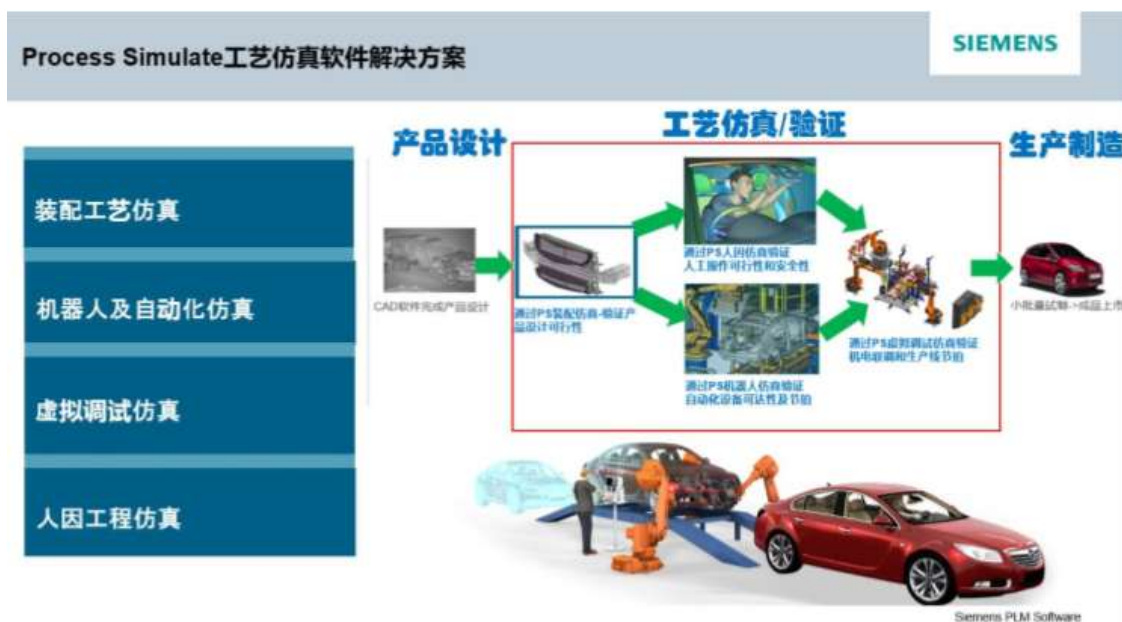 Process Simulate工艺仿真软件解决方案
SIEMENS
装配工艺仿真
机器人及自动化仿真
虚拟调试仿真
人因工程仿真
产品设计
工艺仿真/验证
生产制造
CAD软件完成产品设计
通过PS装配仿真-验证产
品设计可行性
通过PS人因仿真验证
人工操作可行性和安全性
通过PS机器人仿真验证
自动化设备可达性及节拍
通过PS虚拟调试仿真验证
机电联调和生产线节拍
小批量试制->成品上市
Siemens PLM Software